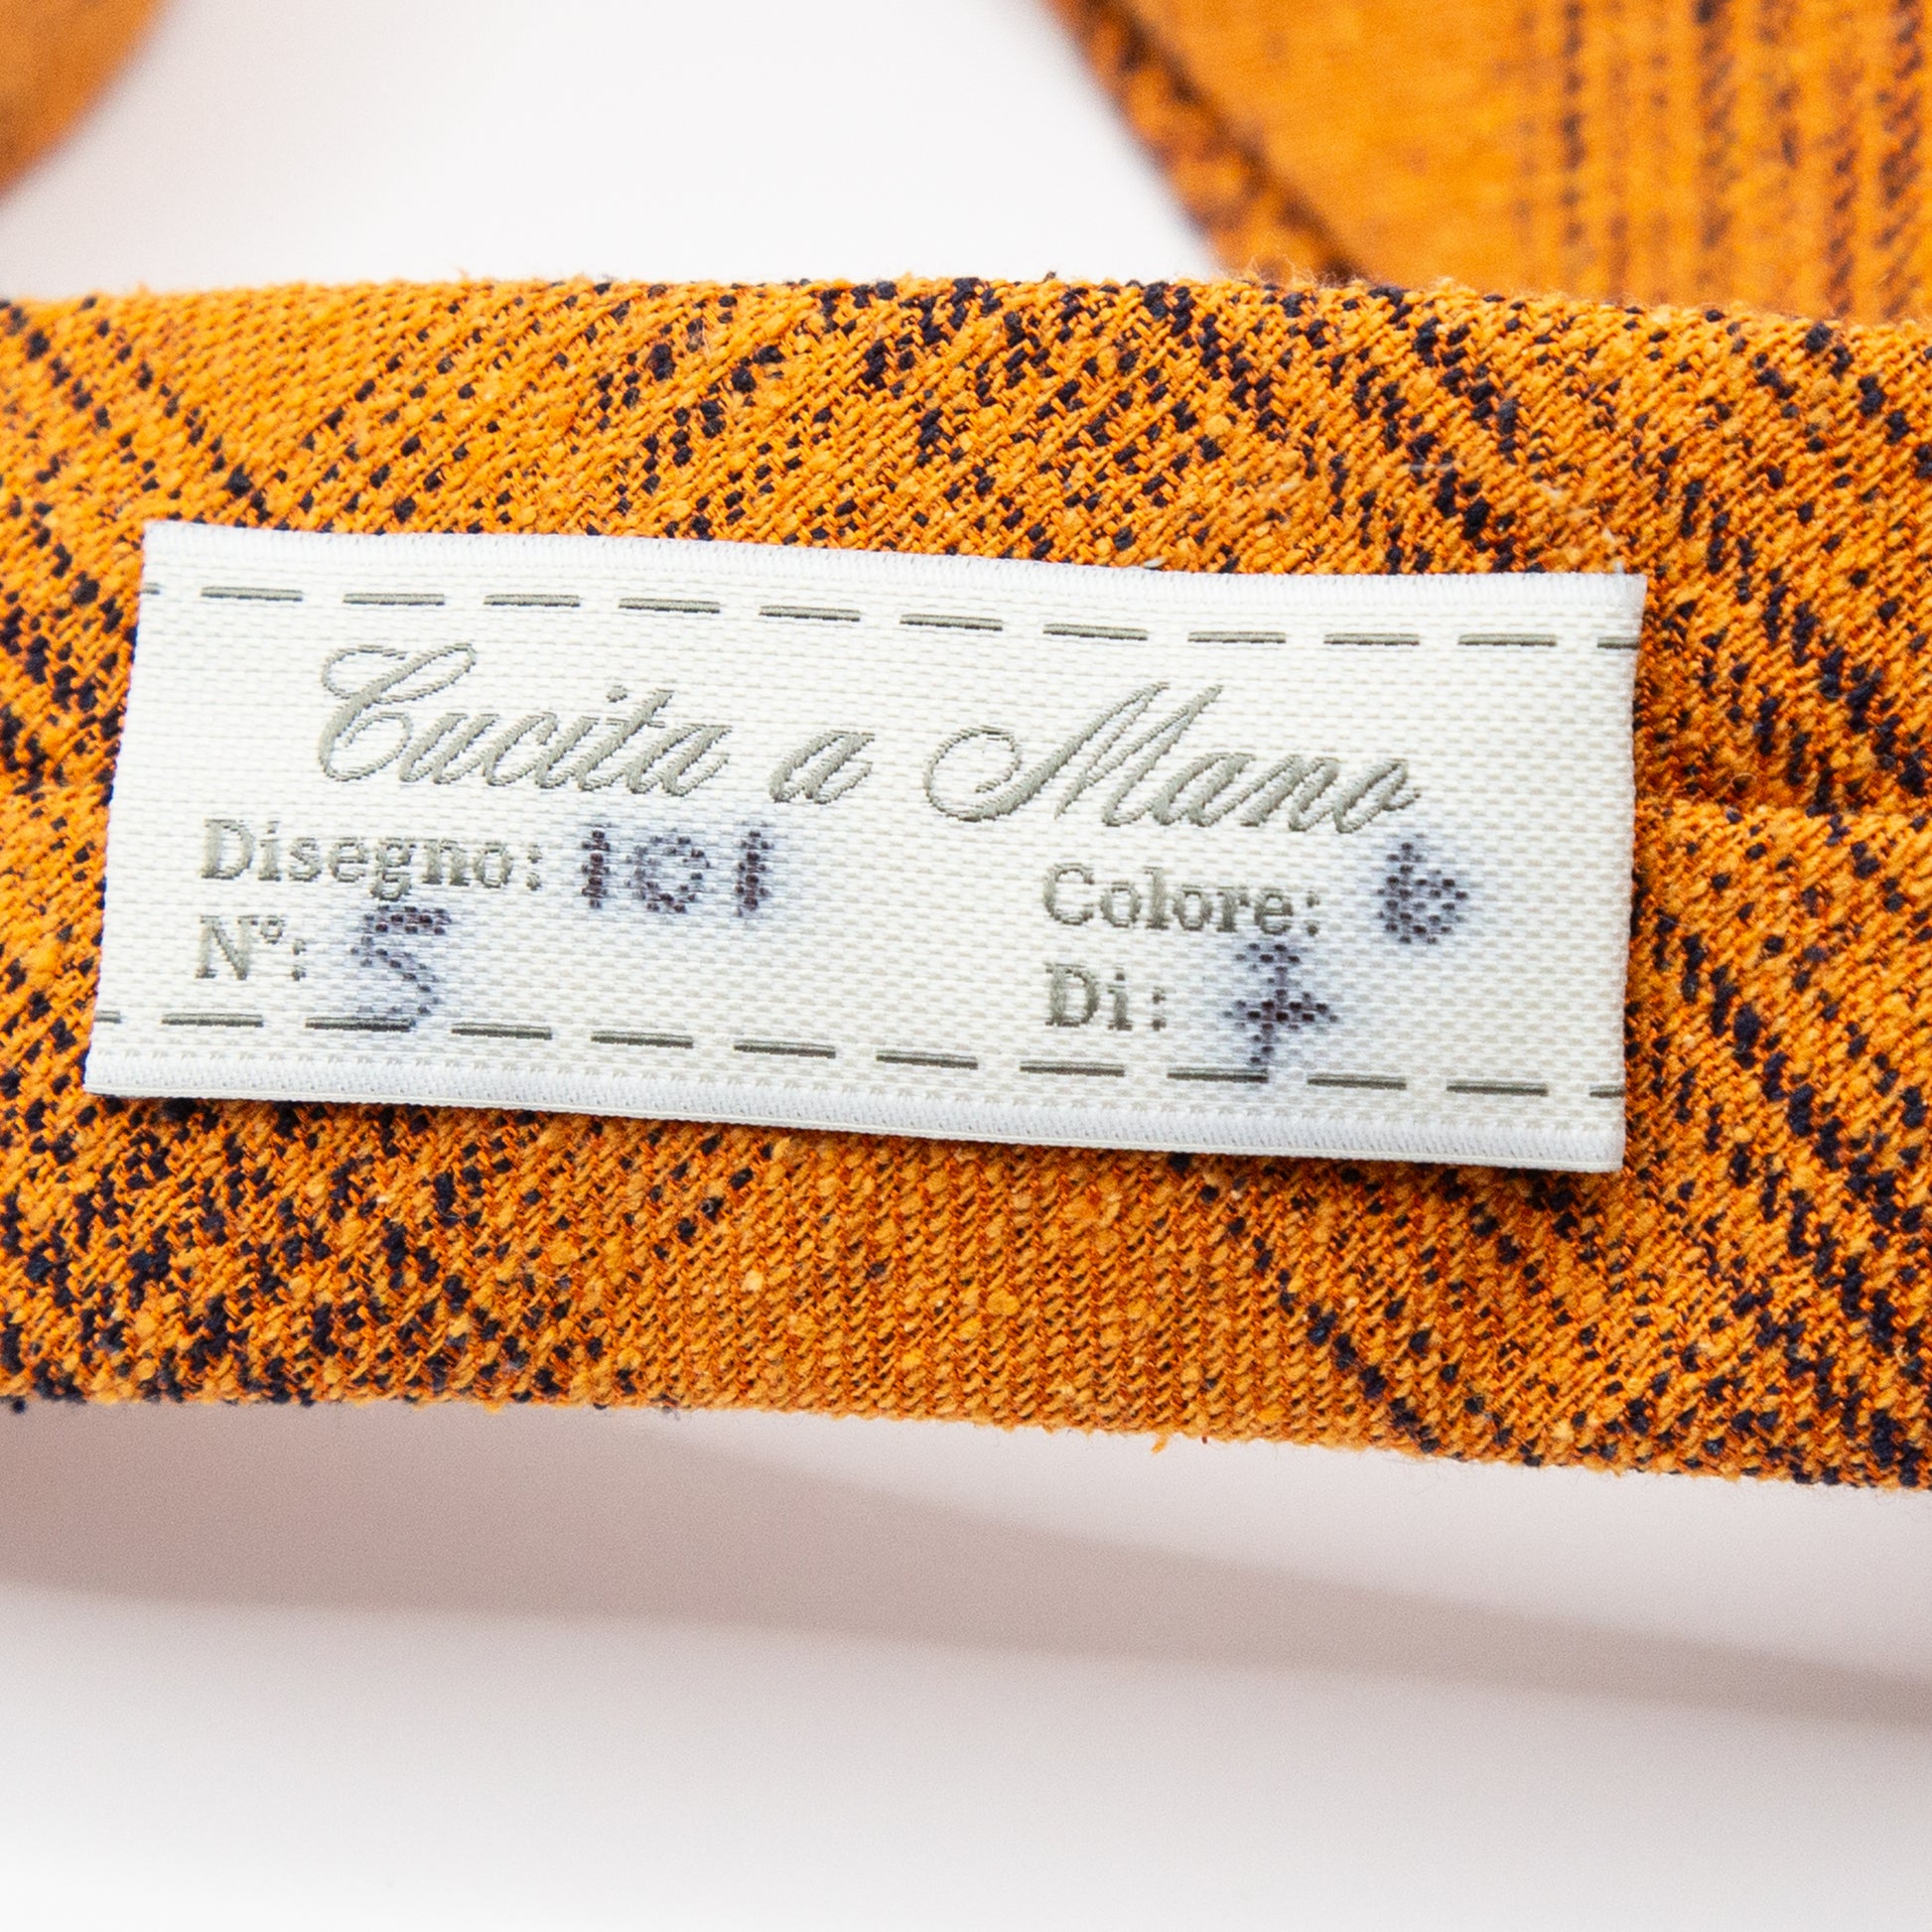 Cucita a Mano
Disegno: 101 Colore: 6
N°: 5 Di: 7